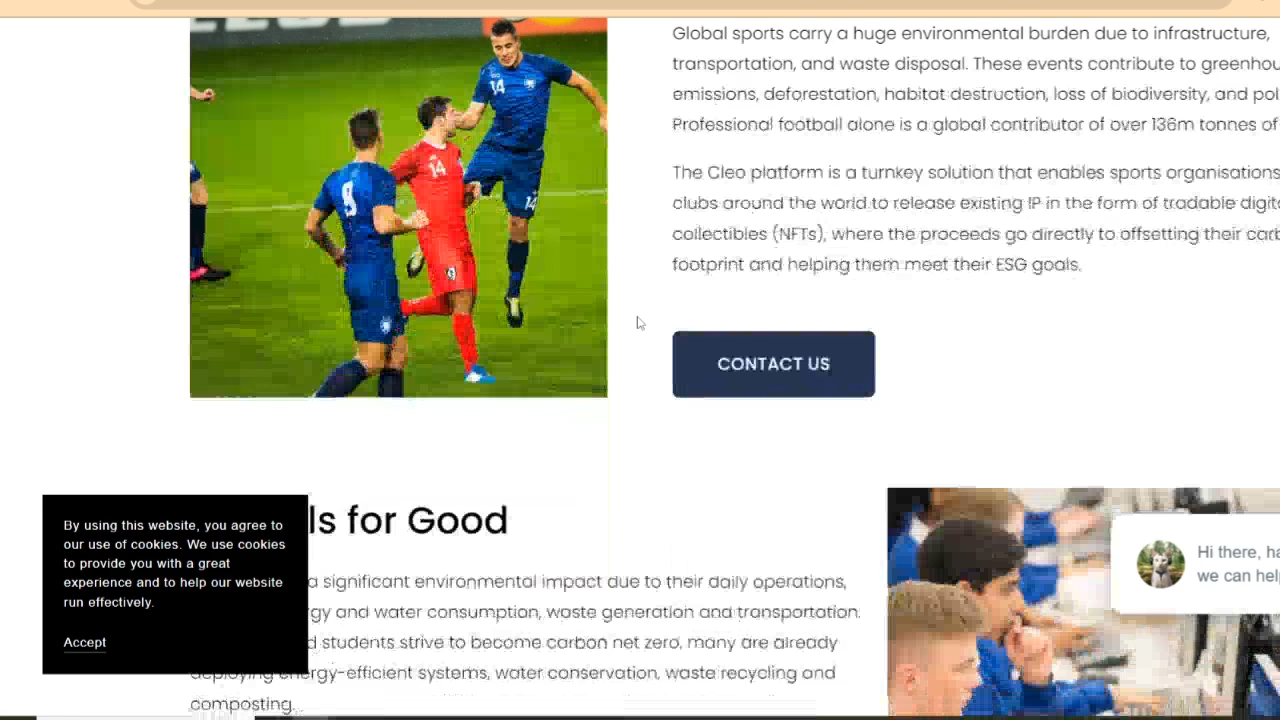 Global sports carry a huge environmental burden due to infrastructure,
transportation, and waste disposal. These events contribute to
emissions, deforestation, habitat destruction, loss of biodiversity, and
Professional football alone is a global contributor of over 136m tonnes of
The Cleo platform is a turnkey solution that enables sports organisations
clubs around the world to release existing IP in the form of tradable
collectibles (NFTs), where the proceeds go directly to offsetting their
footprint and helping them meet their ESG goals.
CONTACT US
14
14
14
9
14
ls for Good
a significant environmental impact due to their daily operations,
gy and water consumption, waste generation and transportation.
d students strive to become carbon net zero, many are already
deploying energy-efficient systems, water conservation, waste recycling and
composting.
By using this website, you agree to
our use of cookies. We use cookies
to provide you with a great
experience and to help our website
run effectively.
Accept
Hi there, ha
we can help